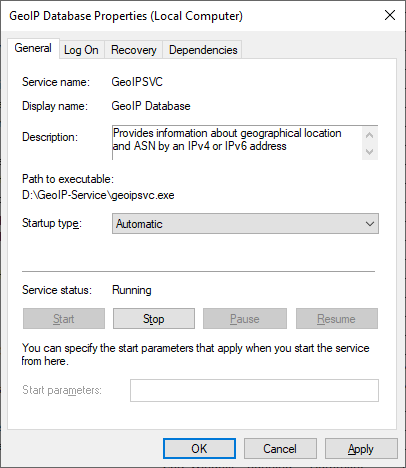 GeoIP Database Properties (Local Computer)
General Log On Recovery Dependencies
Service name: GeoIPSVC
Display name: GeoIP Database
Description: Provides information about geographical location
and ASN by an IPv4 or IPv6 address
Path to executable:
D:\GeoIP-Service\geoipsvc.exe
Startup type: Automatic
Service status: Running
Start Stop Pause Resume
You can specify the start parameters that apply when you start the service
from here.
Start parameters:
OK Cancel Apply